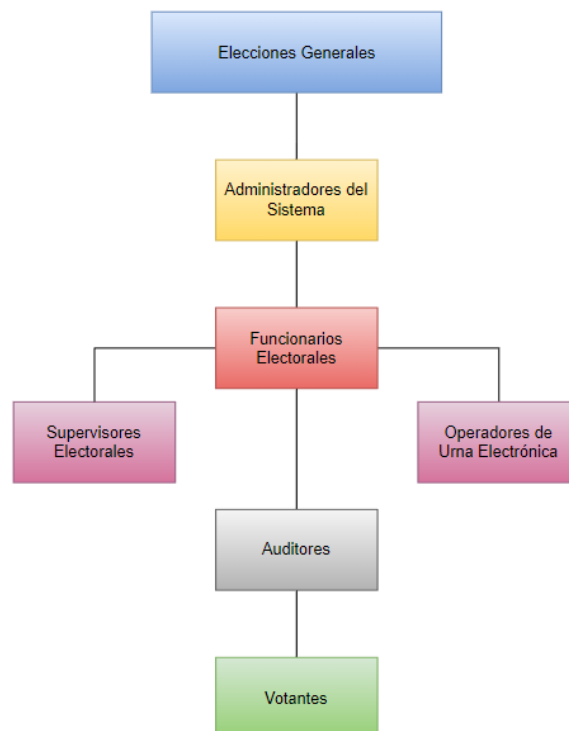 Elecciones Generales
Administradores del
Sistema
Funcionarios
Electorales
Supervisores
Electorales
Operadores de
Urna Electrónica
Auditores
Votantes